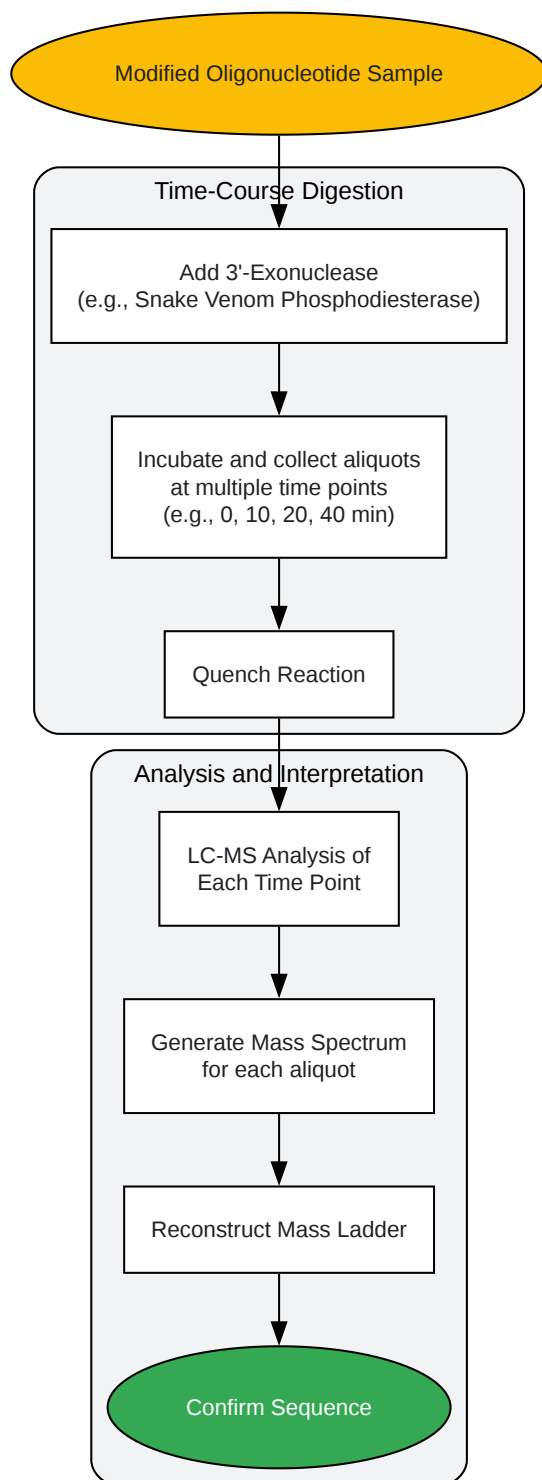 Modified Oligonucleotide Sample
Time-Course Digestion
Add 3'-Exonuclease
(e.g., Snake Venom Phosphodiesterase)
Incubate and collect aliquots
at multiple time points
(e.g., 0, 10, 20, 40 min)
Quench Reaction
Analysis and Interpretation
LC-MS Analysis of
Each Time Point
Generate Mass Spectrum
for each aliquot
Reconstruct Mass Ladder
Confirm Sequence